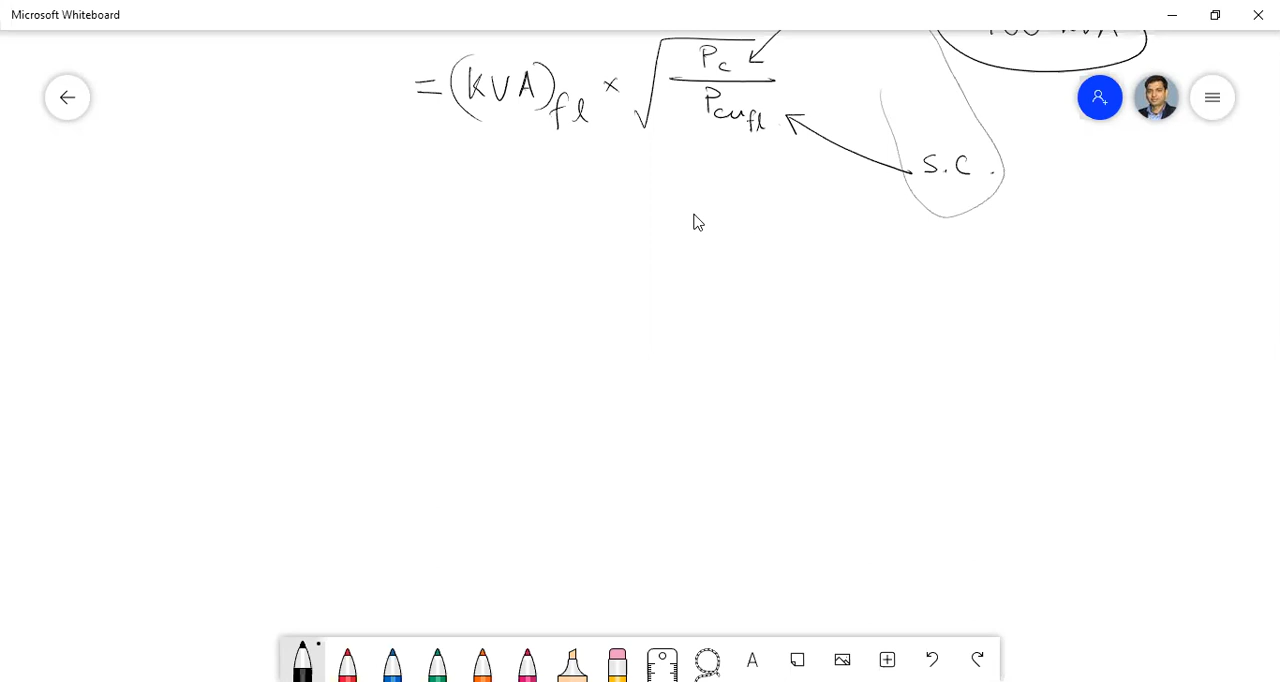 Microsoft Whiteboard
= (KVA)fl × √(Pc / Pcufl)
S.C.
A